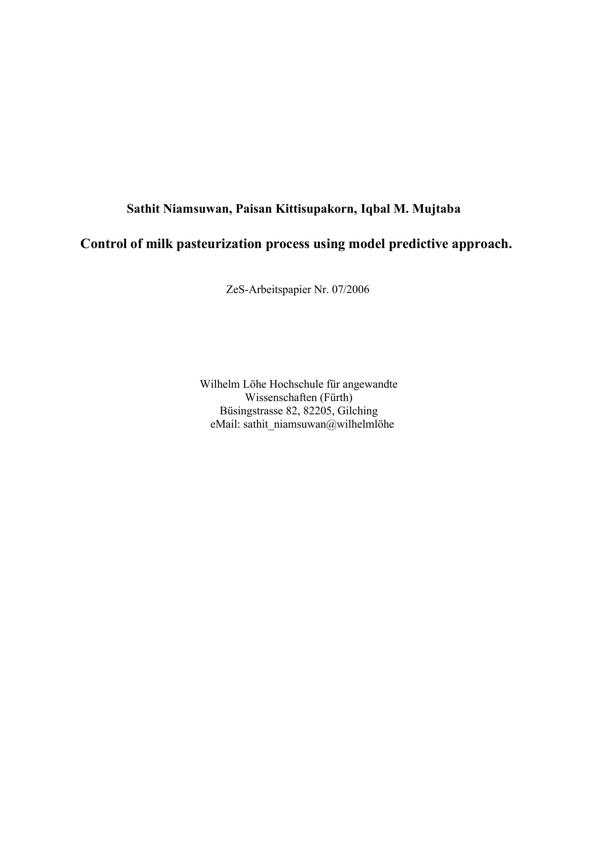 Sathit Niamsuwan, Paisan Kittisupakorn, Iqbal M. Mujtaba
Control of milk pasteurization process using model predictive approach.
ZeS-Arbeitspapier Nr. 07/2006
Wilhelm Löhe Hochschule für angewandte
Wissenschaften (Fürth)
Büsingstrasse 82, 82205, Gilching
eMail: sathit_niamsuwan@wilhelmlöhe